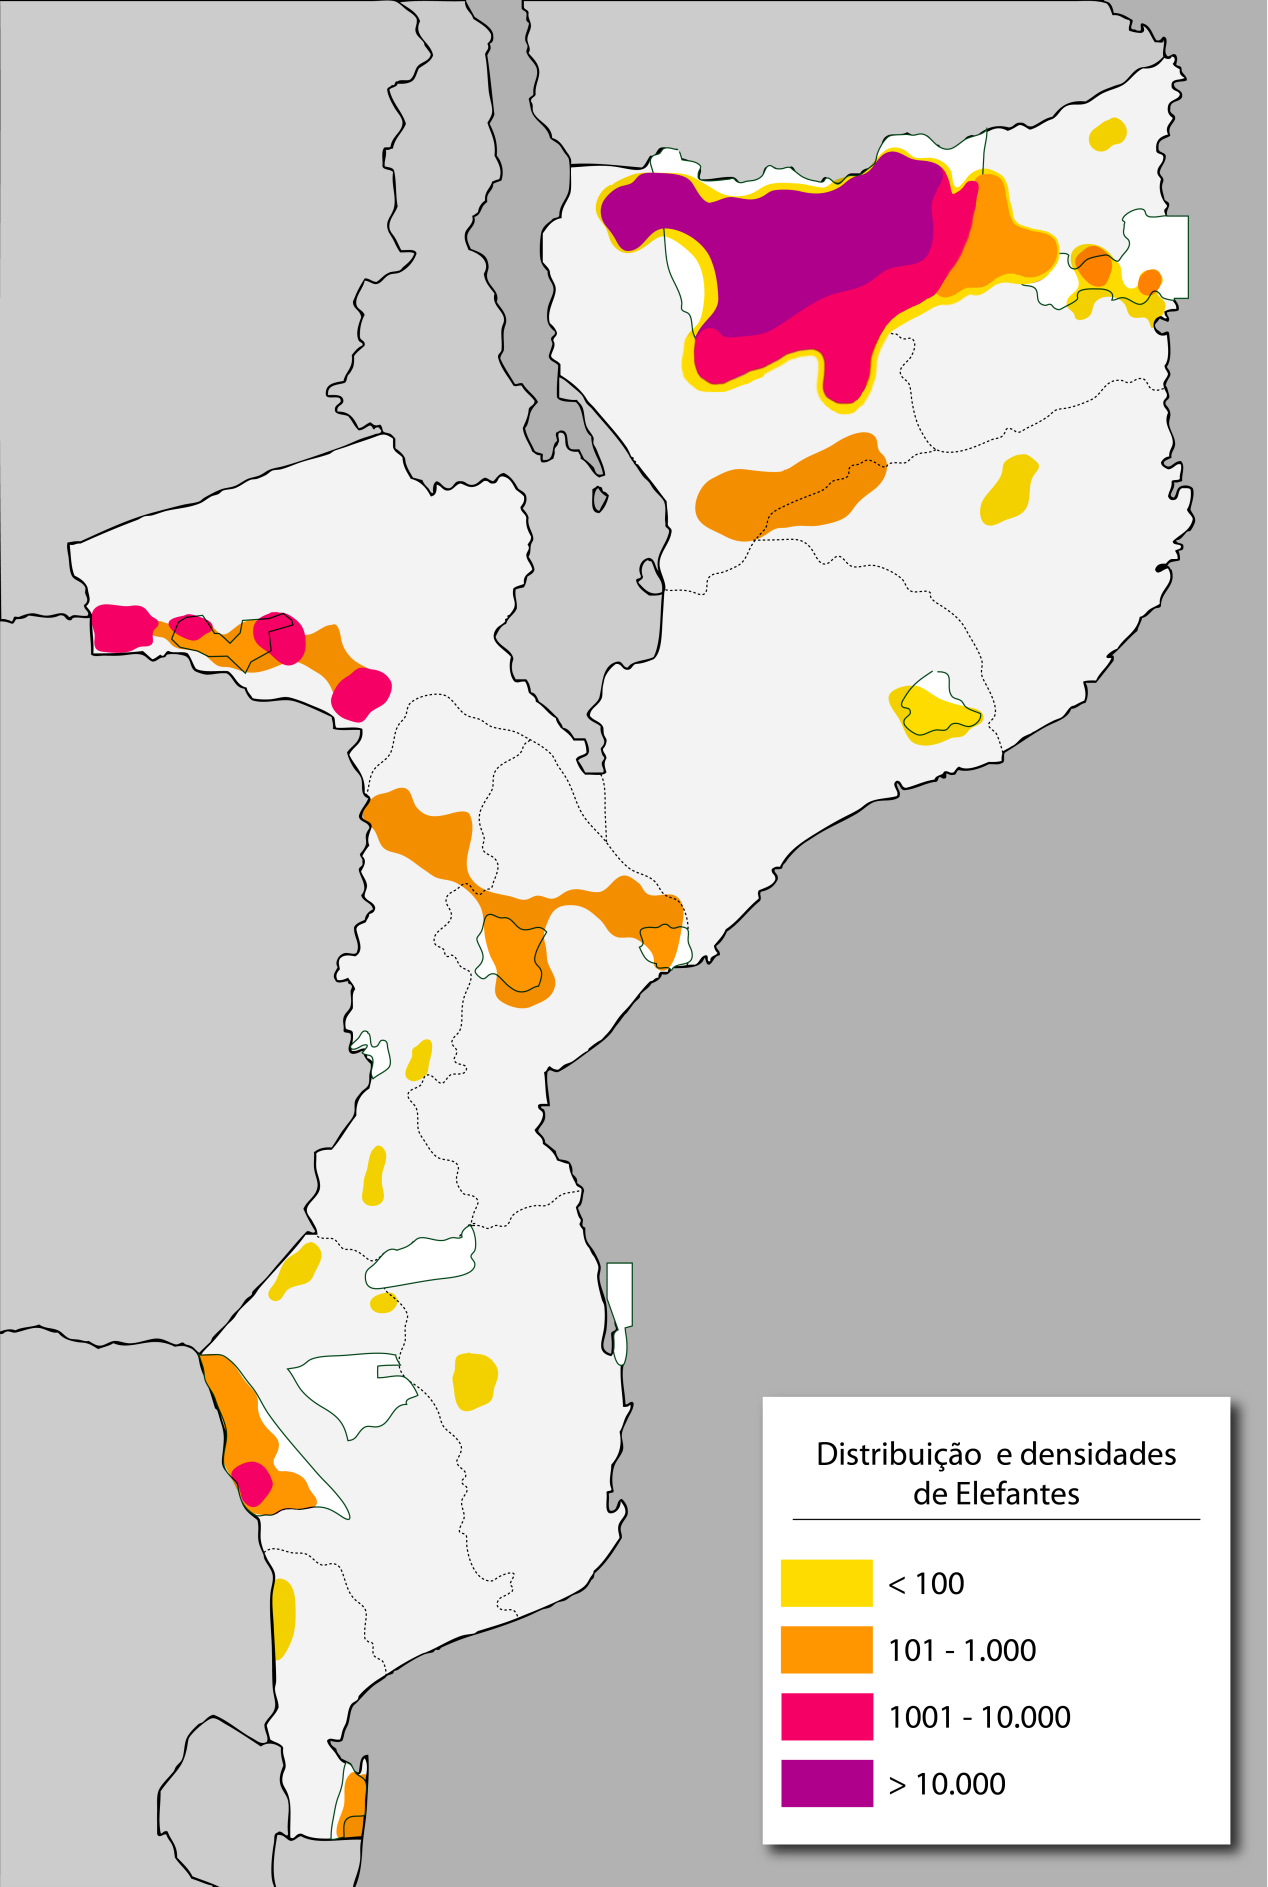 Distribuição e densidades
de Elefantes
< 100
101 - 1.000
1001 - 10.000
> 10.000